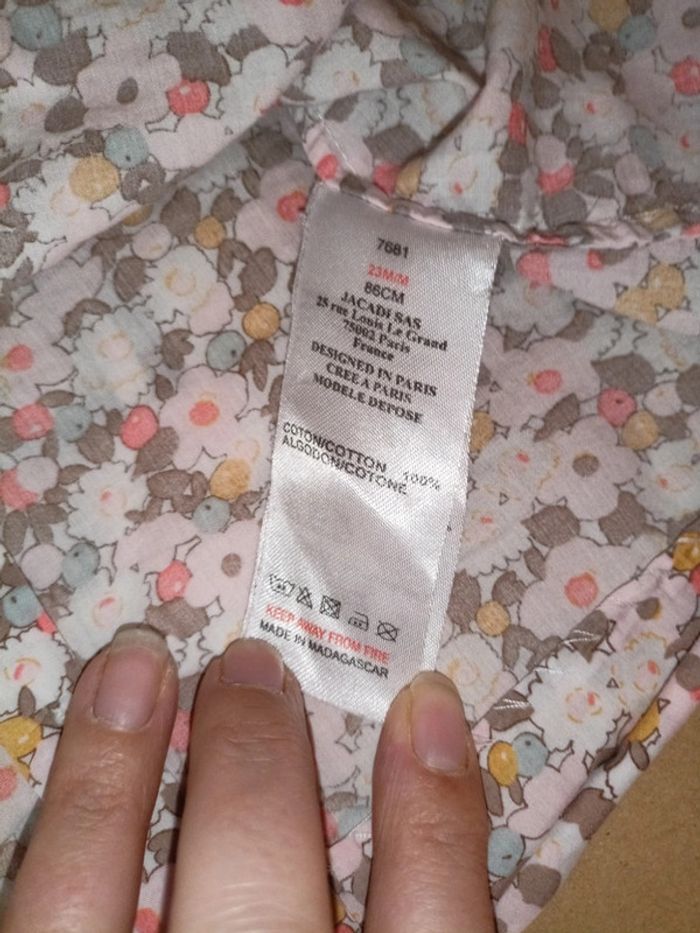 7681
23M/M
86CM
JACADI SAS
25 rue Louis Le Grand
75002 Paris
France
DESIGNED IN PARIS
CREE A PARIS
MODELE DEPOSE
COTON/COTTON 100%
ALGODON/COTONE
KEEP AWAY FROM FIRE
MADE IN MADAGASCAR